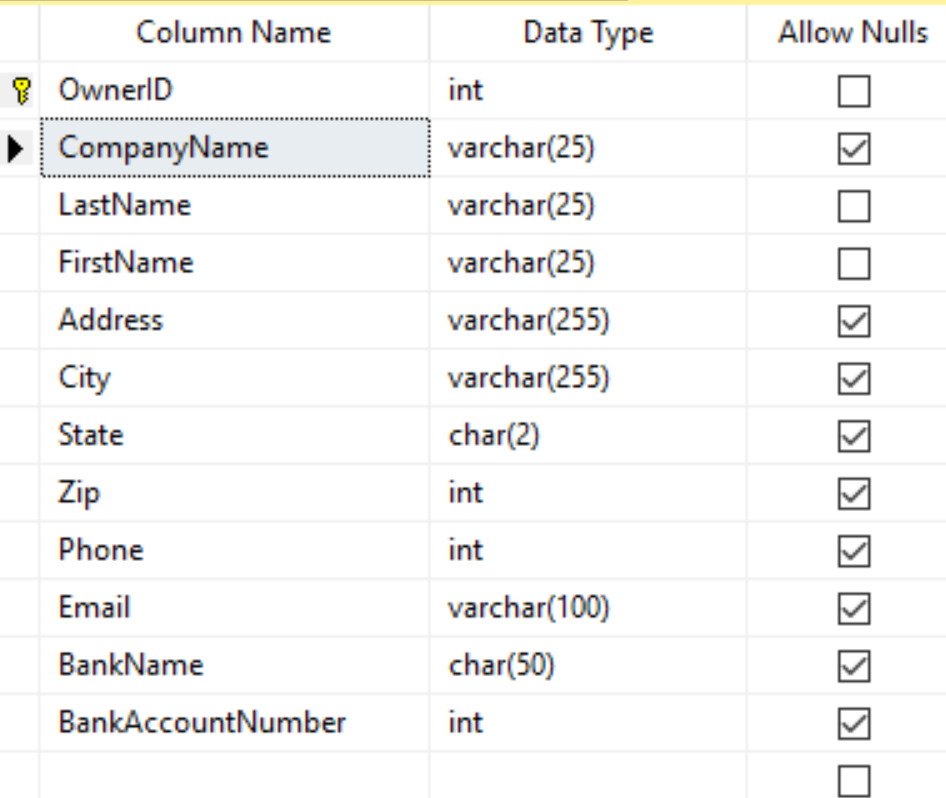 Column Name Data Type Allow Nulls
OwnerID int
CompanyName varchar(25)
LastName varchar(25)
FirstName varchar(25)
Address varchar(255)
City varchar(255)
State char(2)
Zip int
Phone int
Email varchar(100)
BankName char(50)
BankAccountNumber int